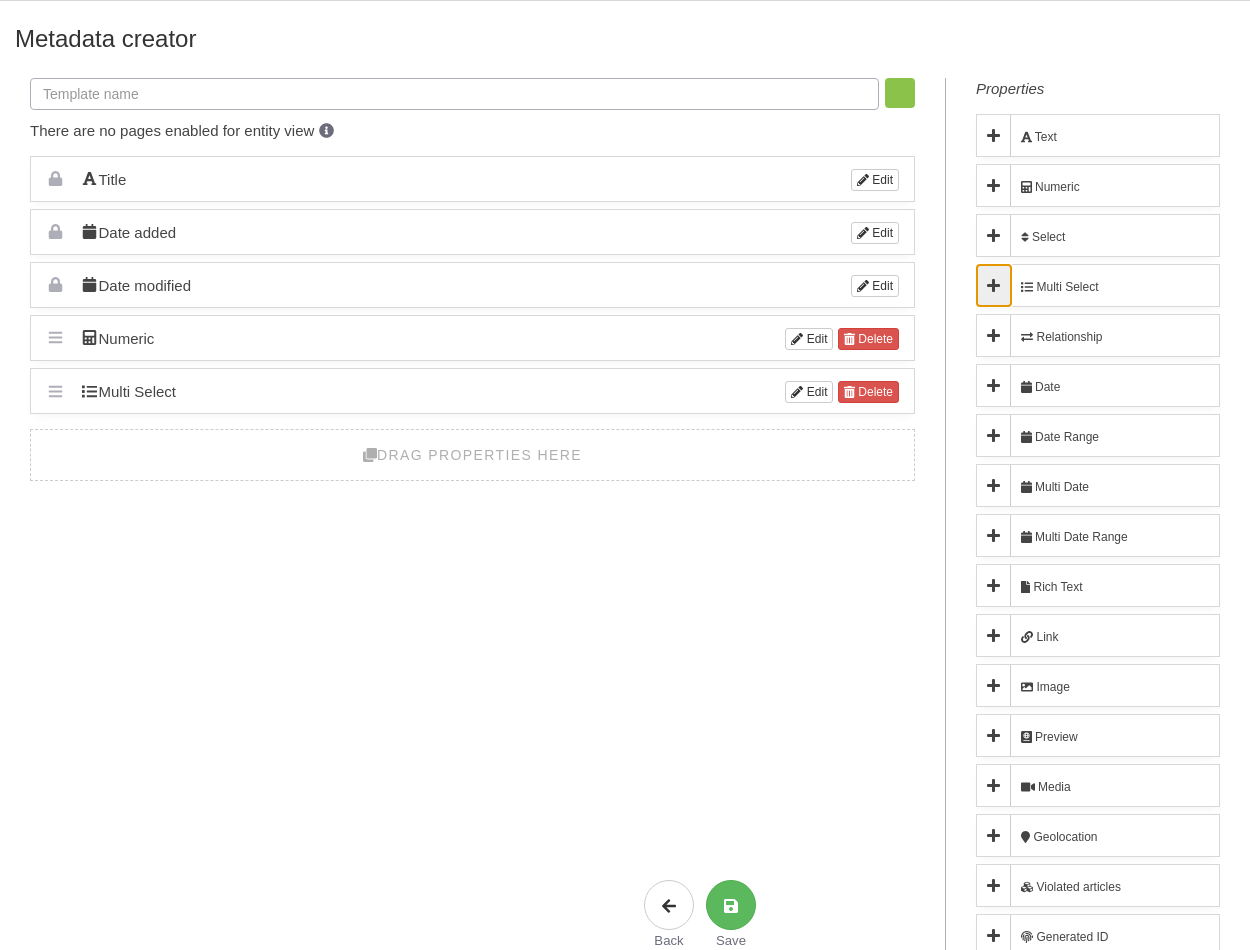 Metadata creator
Template name
There are no pages enabled for entity view
Title
Edit
Date added
Edit
Date modified
Edit
Numeric
Edit
Delete
Multi Select
Edit
Delete
DRAG PROPERTIES HERE
Back
Save
Properties
Text
Numeric
Select
Multi Select
Relationship
Date
Date Range
Multi Date
Multi Date Range
Rich Text
Link
Image
Preview
Media
Geolocation
Violated articles
Generated ID